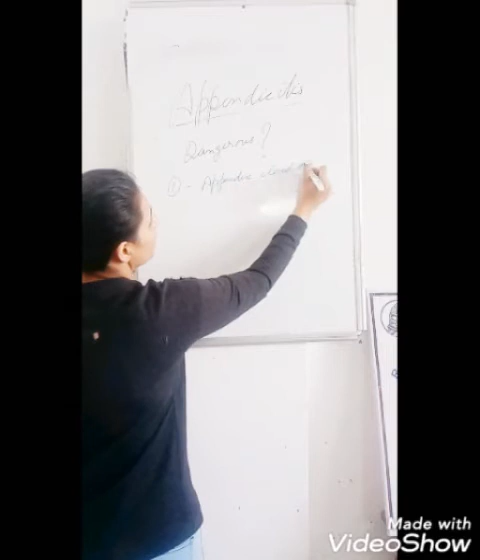 Appendicitis
Dangerous?
① - Appendix
Made with
VideoShow